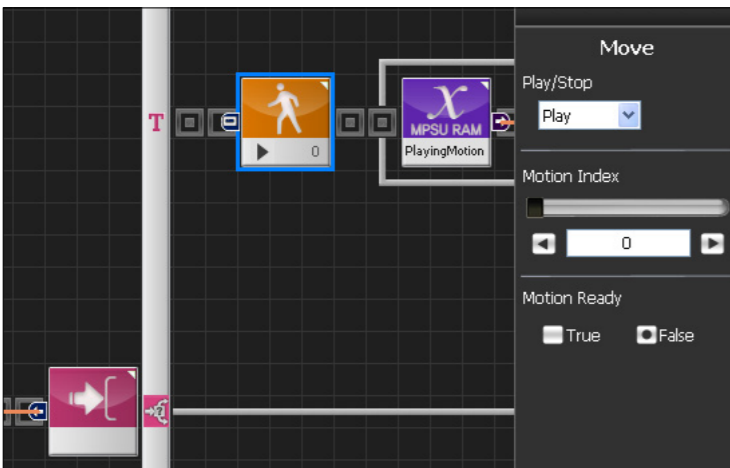 T
0
X
MPSU RAM
PlayingMotion
Move
Play/Stop
Play
Motion Index
0
Motion Ready
True
False
?